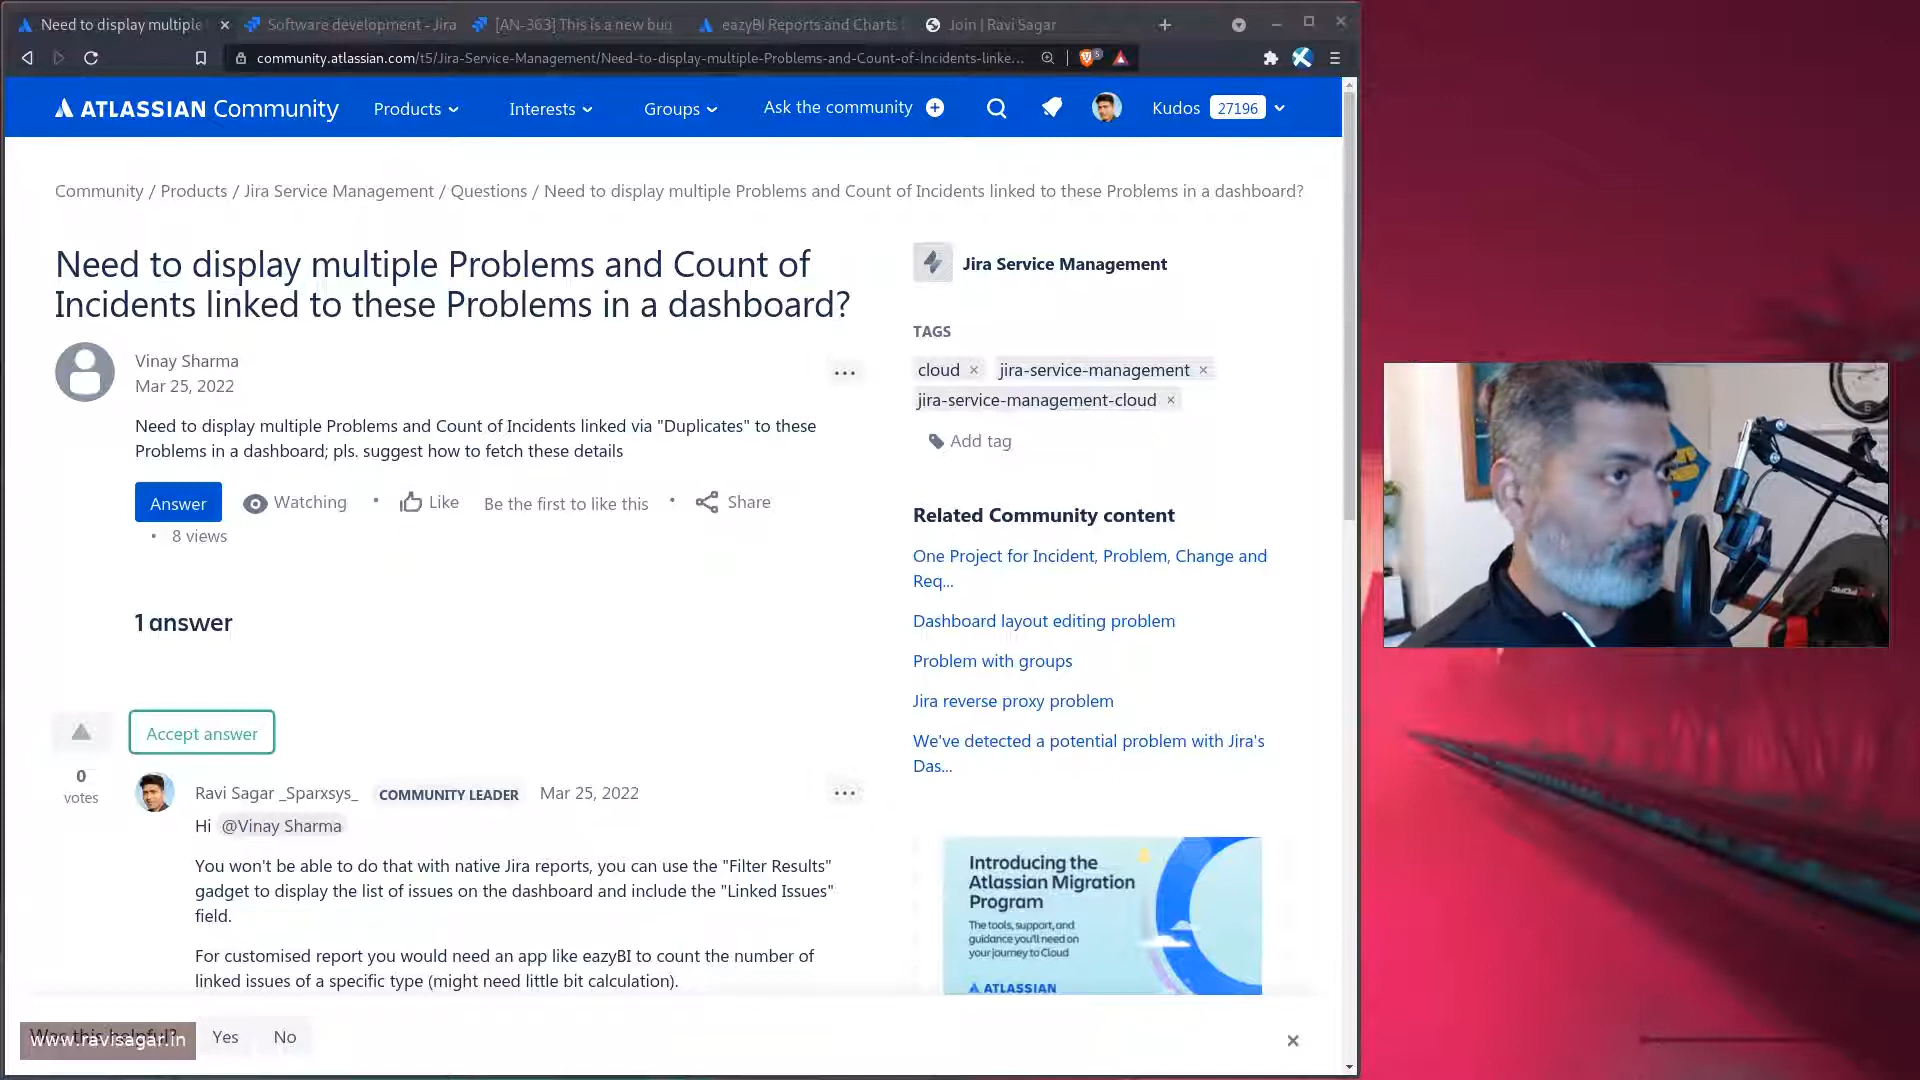 Need to display multiple
Software development - Jira
[AN-363] This is a new bug
eazyBI Reports and Charts
Join | Ravi Sagar
community.atlassian.com/t5/Jira-Service-Management/Need-to-display-multiple-Problems-and-Count-of-Incidents-linke...
5
ATLASSIAN Community
Products
Interests
Groups
Ask the community
Kudos
27196
Community / Products / Jira Service Management / Questions / Need to display multiple Problems and Count of Incidents linked to these Problems in a dashboard?
Need to display multiple Problems and Count of
Incidents linked to these Problems in a dashboard?
Vinay Sharma
Mar 25, 2022
Need to display multiple Problems and Count of Incidents linked via "Duplicates" to these
Problems in a dashboard; pls. suggest how to fetch these details
Answer
Watching
•
Like
Be the first to like this
•
Share
• 8 views
1 answer
Accept answer
0
votes
Ravi Sagar _Sparxsys_
COMMUNITY LEADER
Mar 25, 2022
Hi @Vinay Sharma
You won't be able to do that with native Jira reports, you can use the "Filter Results"
gadget to display the list of issues on the dashboard and include the "Linked Issues"
field.
For customised report you would need an app like eazyBI to count the number of
linked issues of a specific type (might need little bit calculation).
Jira Service Management
TAGS
cloud ×
jira-service-management ×
jira-service-management-cloud ×
Add tag
Related Community content
One Project for Incident, Problem, Change and
Req...
Dashboard layout editing problem
Problem with groups
Jira reverse proxy problem
We've detected a potential problem with Jira's
Das...
Introducing the
Atlassian Migration
Program
The tools, support, and
guidance you'll need on
your journey to Cloud
ATLASSIAN
Was this helpful?
Yes
No
www.ravisagar.in